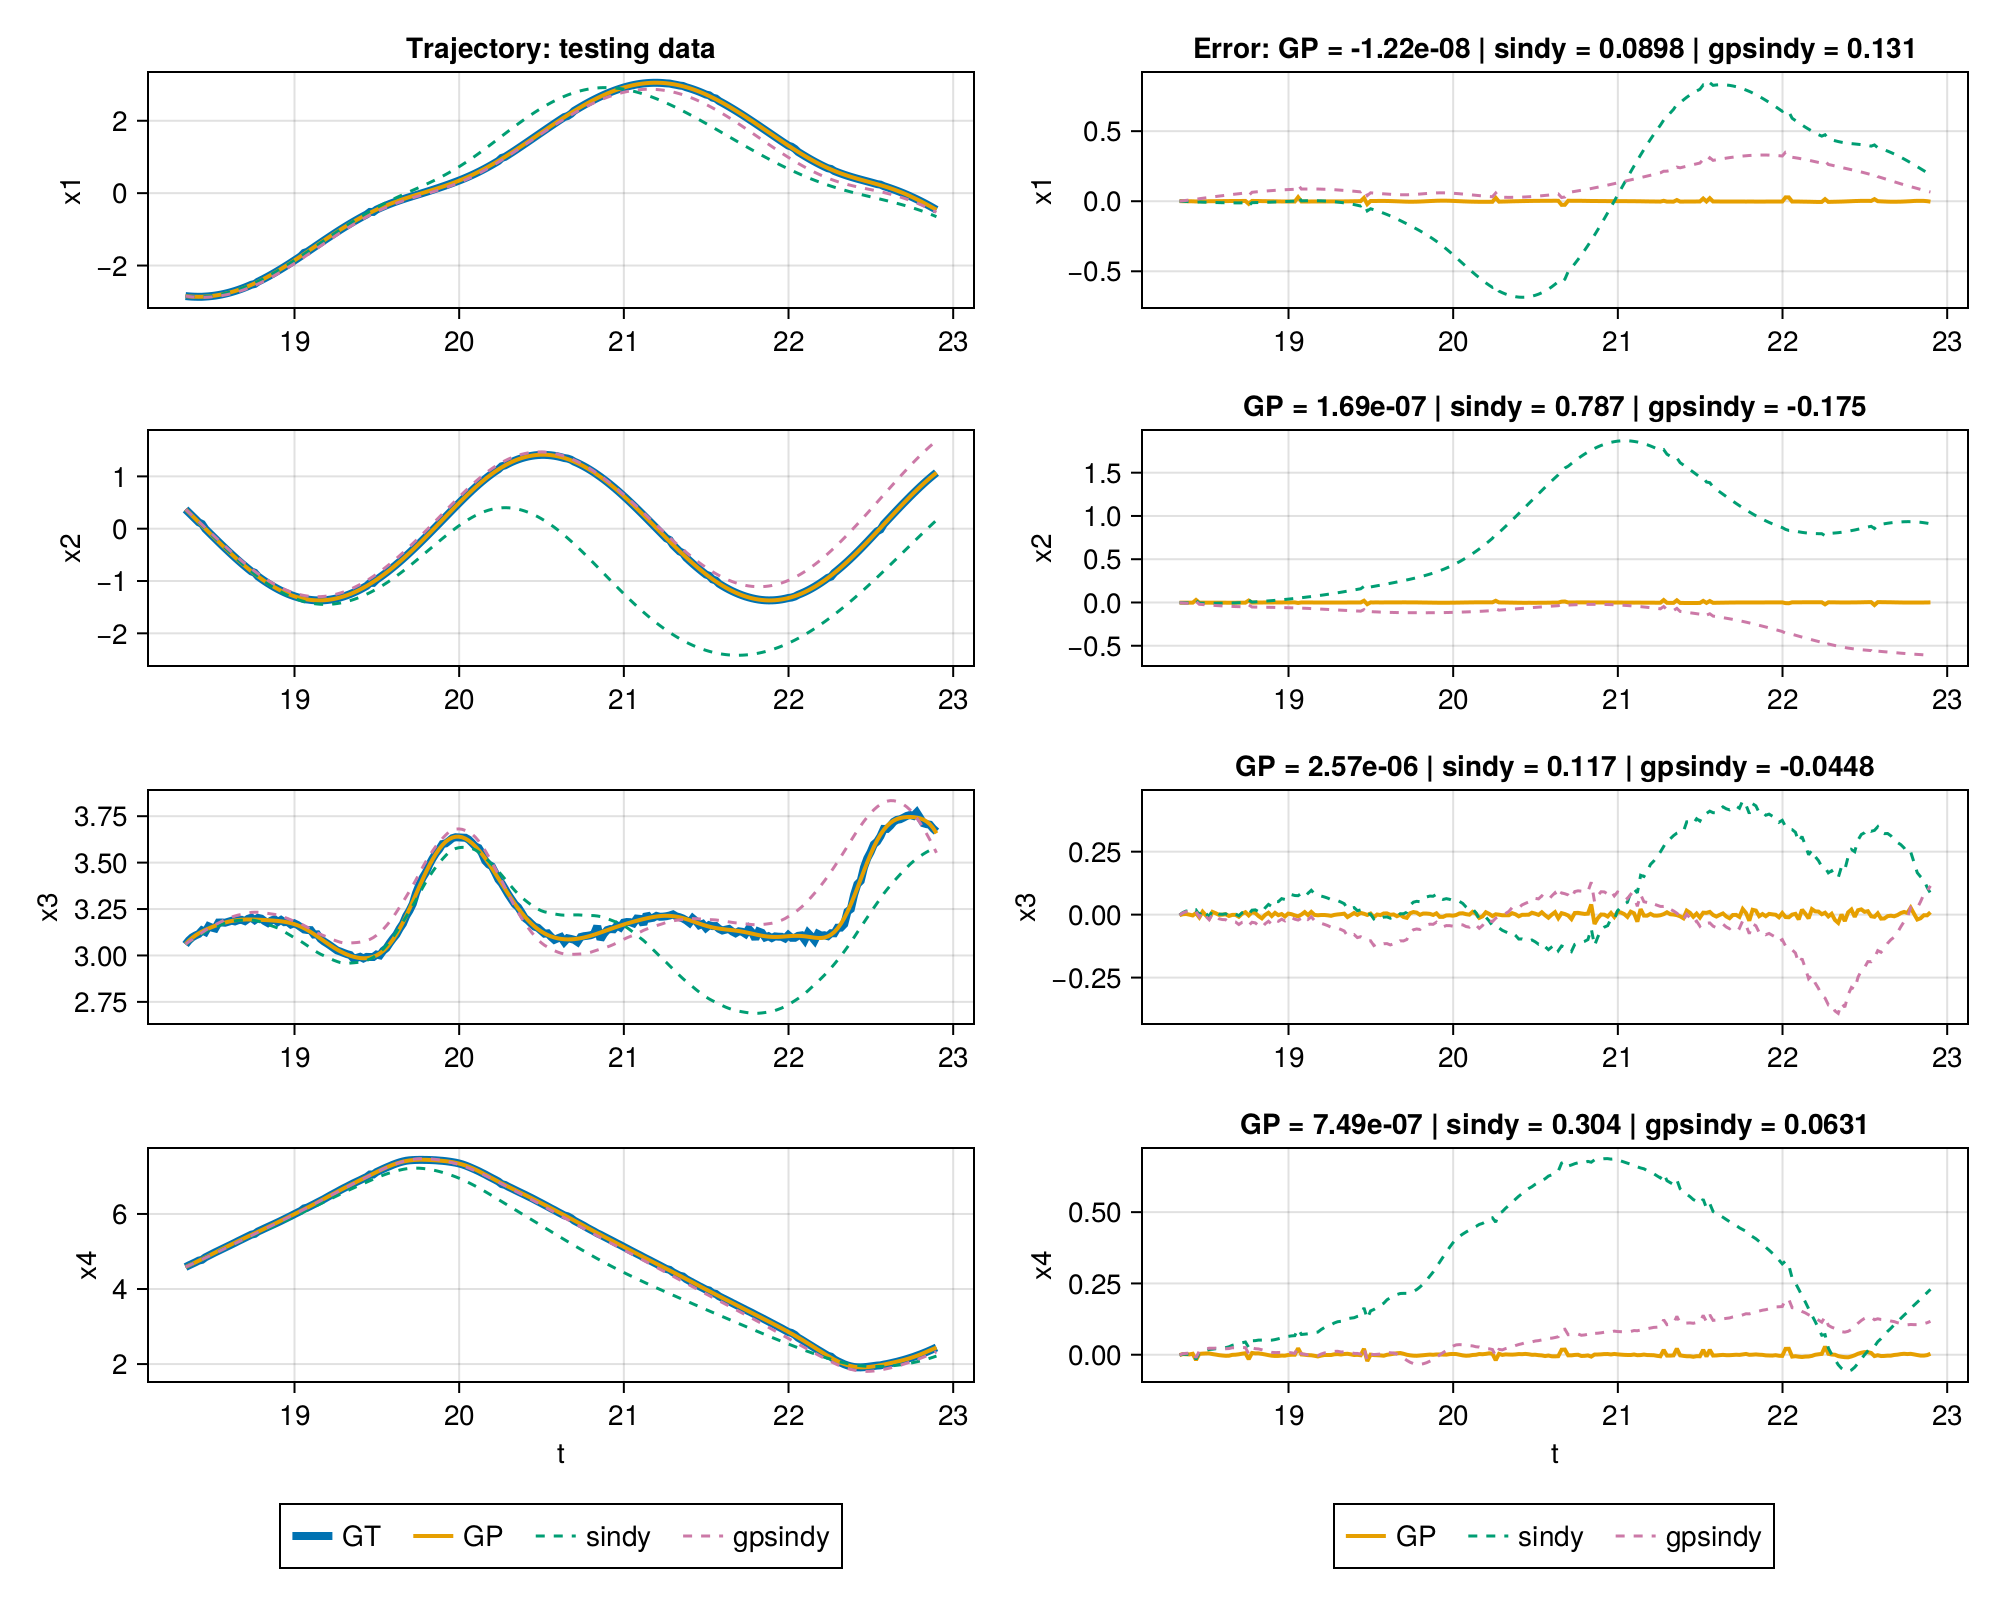 Trajectory: testing data
x1
2
0
−2
19 20 21 22 23
Error: GP = -1.22e-08 | sindy = 0.0898 | gpsindy = 0.131
x1
0.5
0.0
−0.5
19 20 21 22 23
x2
1
0
−1
−2
19 20 21 22 23
GP = 1.69e-07 | sindy = 0.787 | gpsindy = -0.175
x2
1.5
1.0
0.5
0.0
−0.5
19 20 21 22 23
x3
3.75
3.50
3.25
3.00
2.75
19 20 21 22 23
GP = 2.57e-06 | sindy = 0.117 | gpsindy = -0.0448
x3
0.25
0.00
−0.25
19 20 21 22 23
x4
6
4
2
19 20 21 22 23
t
GP = 7.49e-07 | sindy = 0.304 | gpsindy = 0.0631
x4
0.50
0.25
0.00
19 20 21 22 23
t
GT GP sindy gpsindy
GP sindy gpsindy